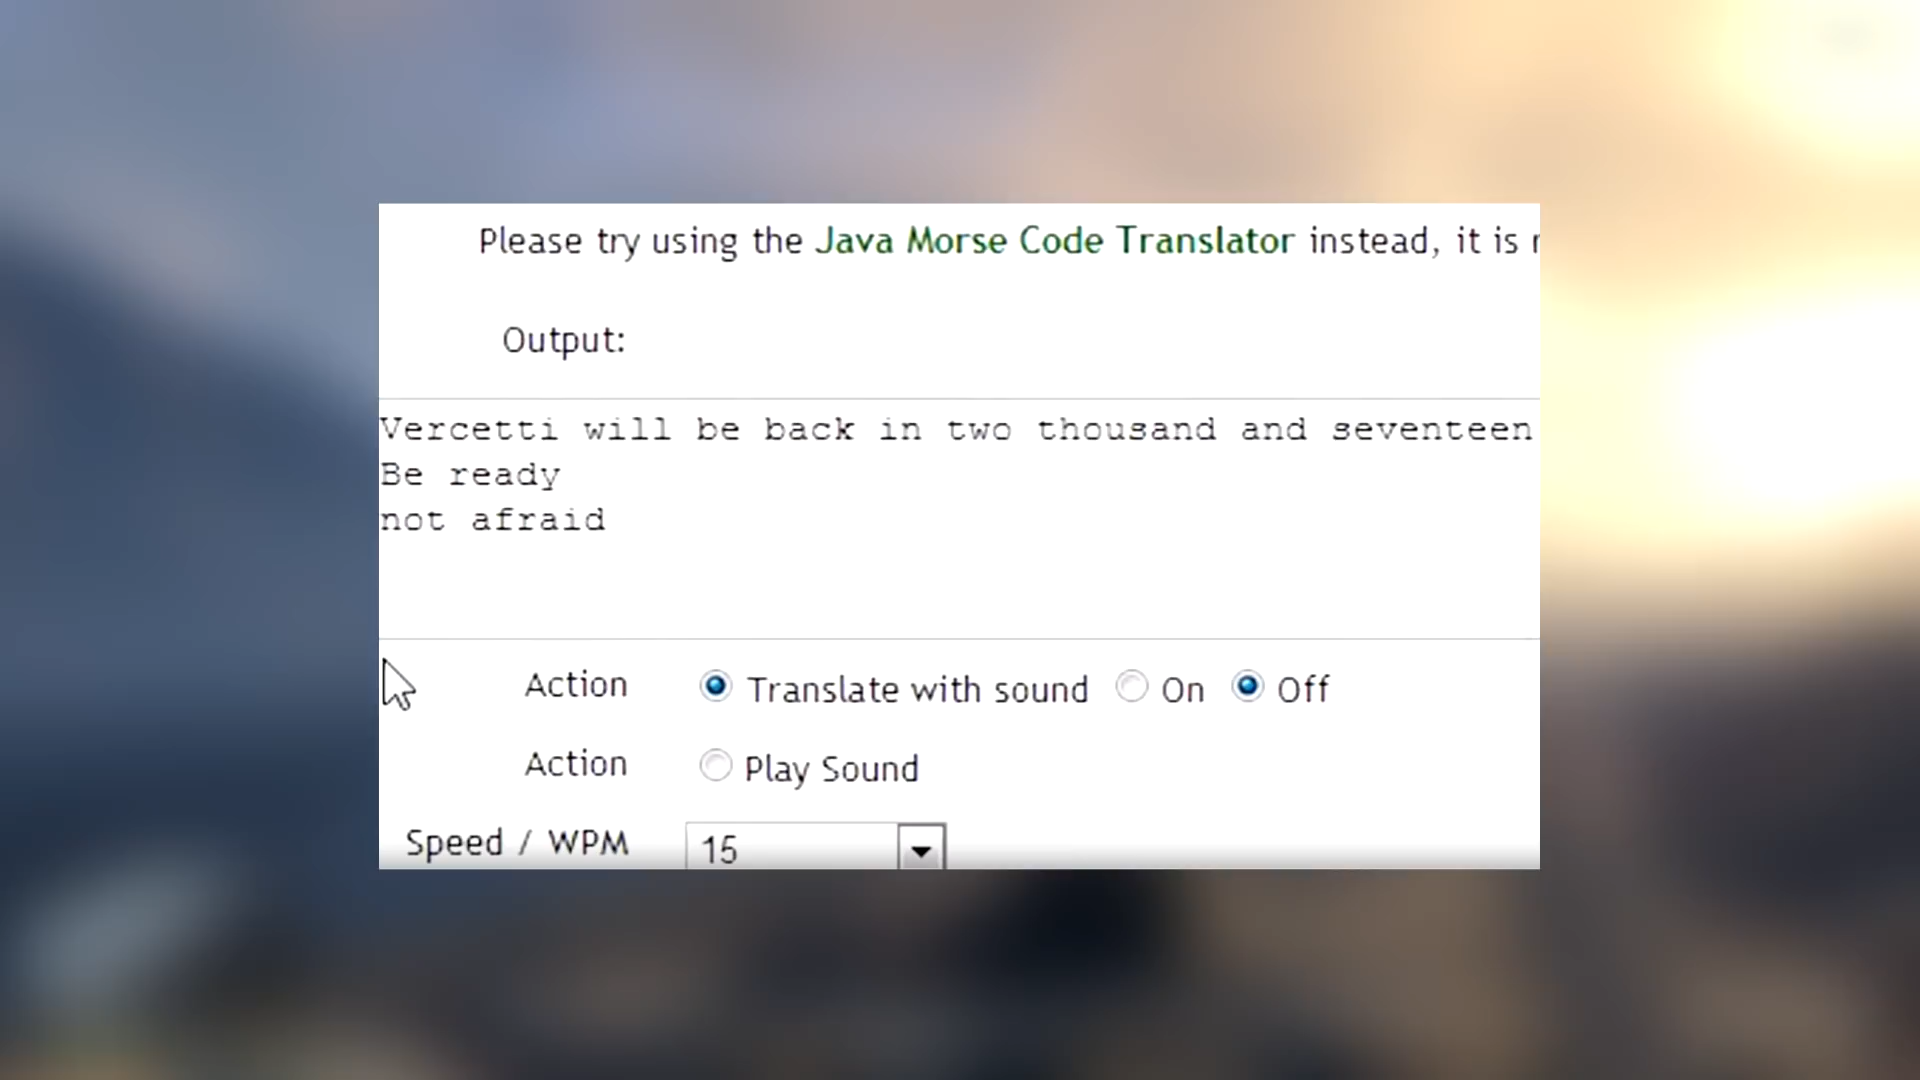 Please try using the Java Morse Code Translator instead, it is
Output:
Vercetti will be back in two thousand and seventeen
Be ready
not afraid
Action Translate with sound On Off
Action Play Sound
Speed / WPM 15